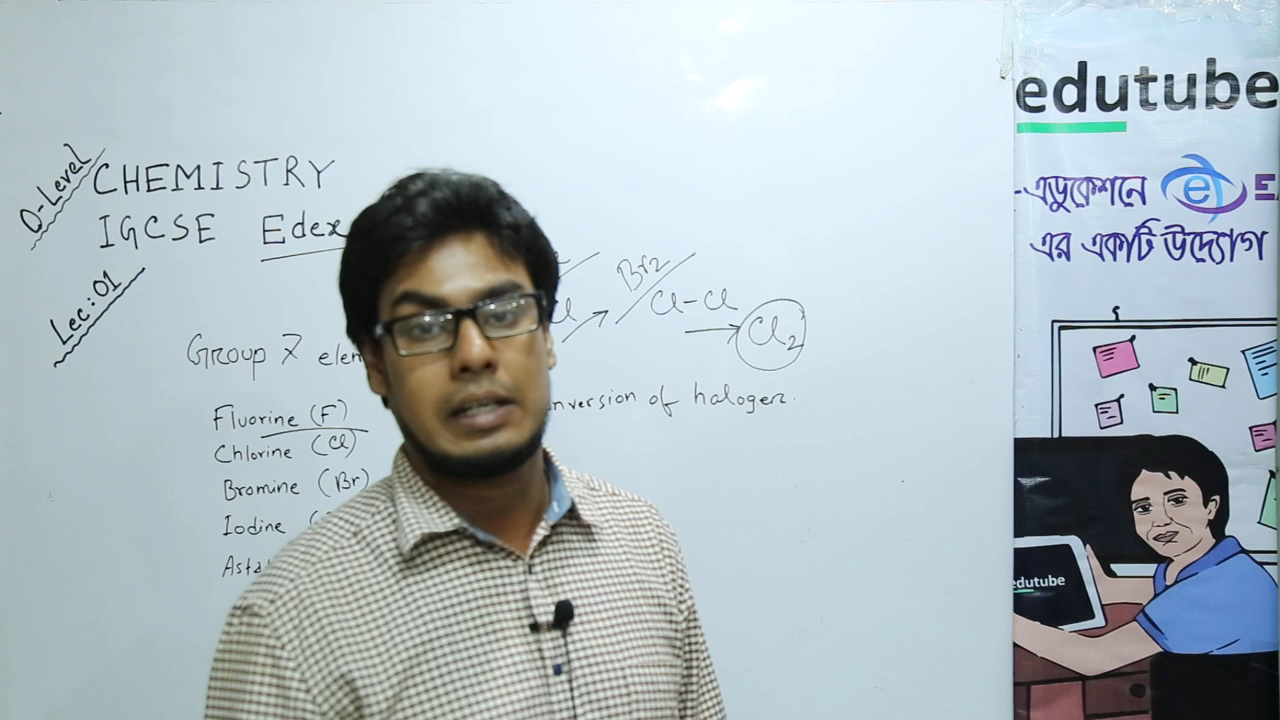 O-Level
CHEMISTRY
IGCSE Edex
Lec: 01
Group 7 elem
Br2
Cl-Cl
Cl2
nversion of halogen.
Fluorine (F)
Chlorine (Cl)
Bromine (Br)
Iodine
Asta
edutube
-এডুকেশনে
এর একটি উদ্যোগ
edutube